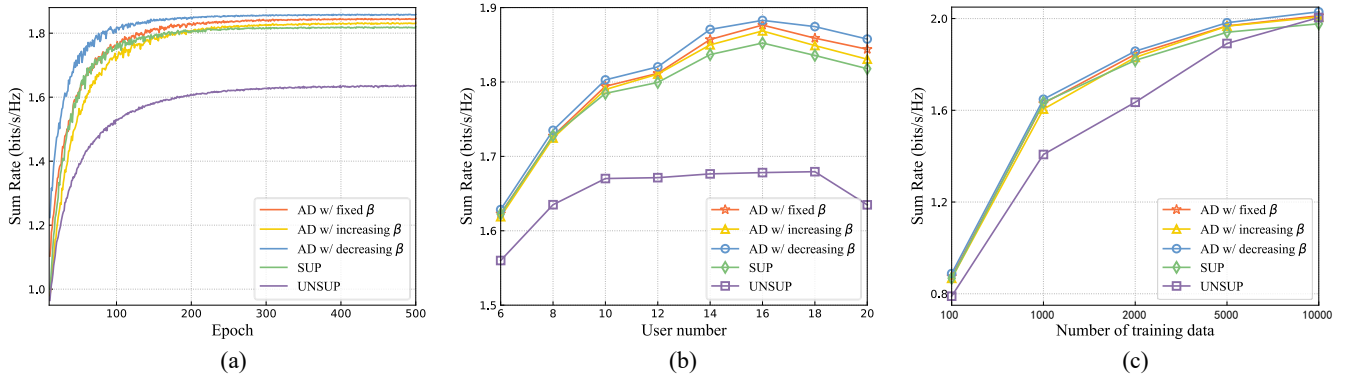 Sum Rate (bits/s/Hz)
1.8
1.6
1.4
1.2
1.0
100
200
300
400
500
Epoch
AD w/ fixed β
AD w/ increasing β
AD w/ decreasing β
SUP
UNSUP
(a)
Sum Rate (bits/s/Hz)
1.9
1.8
1.7
1.6
1.5
6
8
10
12
14
16
18
20
User number
AD w/ fixed β
AD w/ increasing β
AD w/ decreasing β
SUP
UNSUP
(b)
Sum Rate (bits/s/Hz)
2.0
1.6
1.2
0.8
100
1000
2000
5000
10000
Number of training data
AD w/ fixed β
AD w/ increasing β
AD w/ decreasing β
SUP
UNSUP
(c)